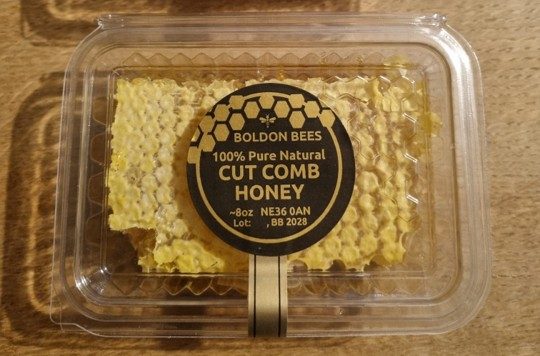 BOLDON BEES
100% Pure Natural
CUT COMB
HONEY
~8oz NE36 0AN
Lot: , BB 2028